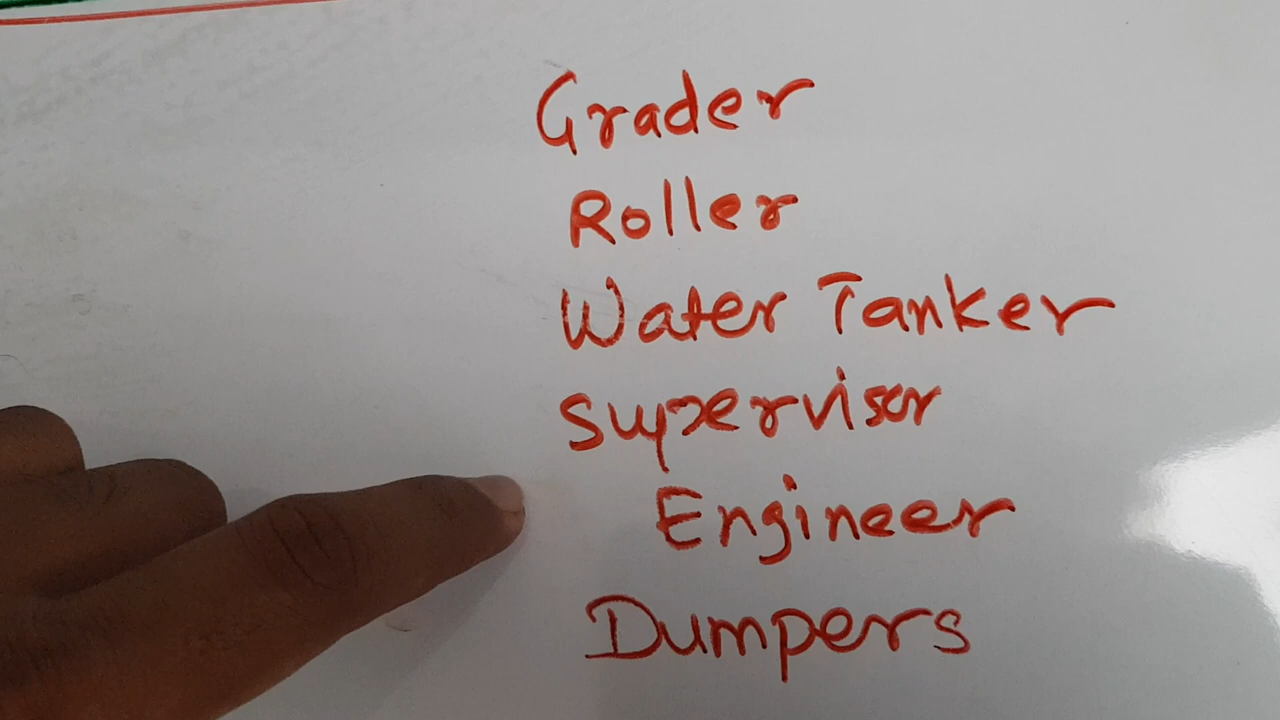 Grader
Roller
Water Tanker
Supervisor
Engineer
Dumpers